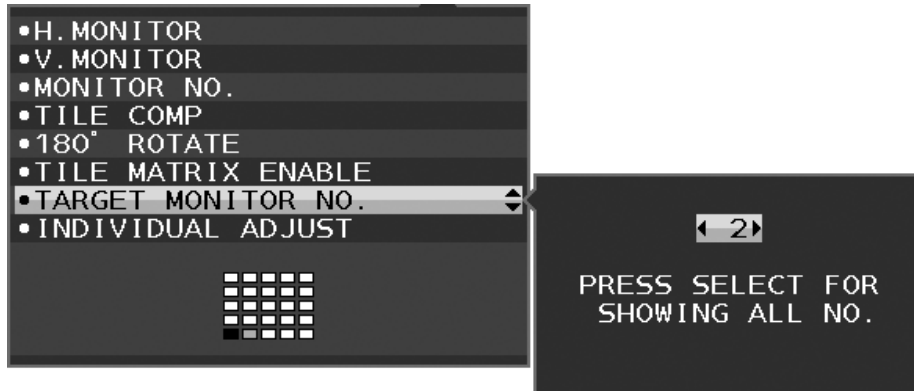 •H.MONITOR
•V.MONITOR
•MONITOR NO.
•TILE COMP
•180° ROTATE
•TILE MATRIX ENABLE
•TARGET MONITOR NO.
•INDIVIDUAL ADJUST
2
PRESS SELECT FOR
SHOWING ALL NO.